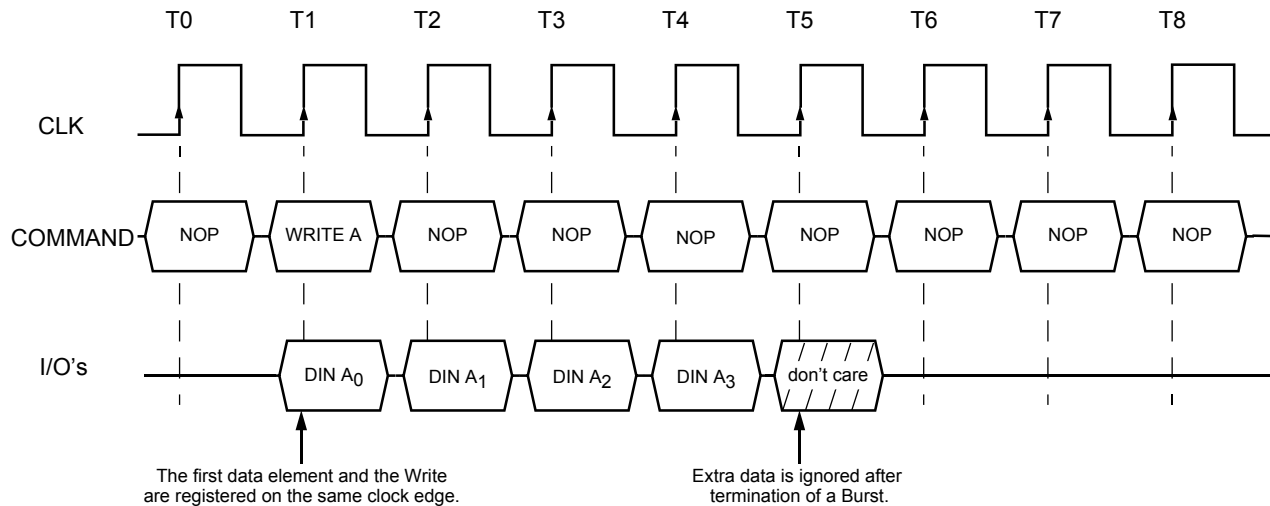 T0 T1 T2 T3 T4 T5 T6 T7 T8
CLK
COMMAND NOP WRITE A NOP NOP NOP NOP NOP NOP NOP
I/O's DIN A0 DIN A1 DIN A2 DIN A3 don't care
The first data element and the Write
are registered on the same clock edge.
Extra data is ignored after
termination of a Burst.